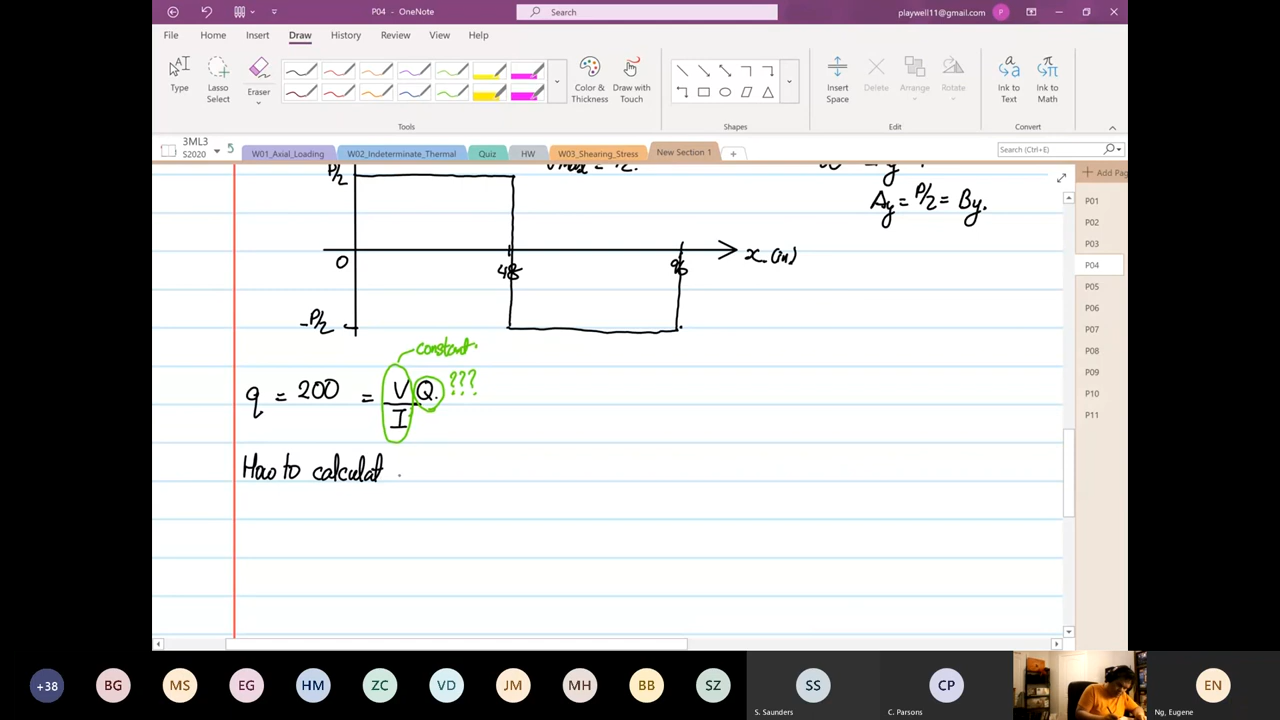 P04 - OneNote
Search
playwell11@gmail.com
P
File Home Insert Draw History Review View Help
Type
Lasso Select
Eraser
Color & Thickness
Draw with Touch
Insert Space
Delete
Arrange
Rotate
Ink to Text
Ink to Math
Tools
Shapes
Edit
Convert
3ML3 S2020
5
W01_Axial_Loading
W02_Indeterminate_Thermal
Quiz
HW
W03_Shearing_Stress
New Section 1
+
Search (Ctrl+E)
Add Pag
P01
P02
P03
P04
P05
P06
P07
P08
P09
P10
P11
P/2
Ay = P/2 = By.
0
48
96
x (in)
-P/2
constant.
q = 200 = V/I Q. ???
How to calculat
+38
BG
MS
EG
HM
ZC
VD
JM
MH
BB
SZ
SS
S. Saunders
CP
C. Parsons
EN
Ng, Eugene